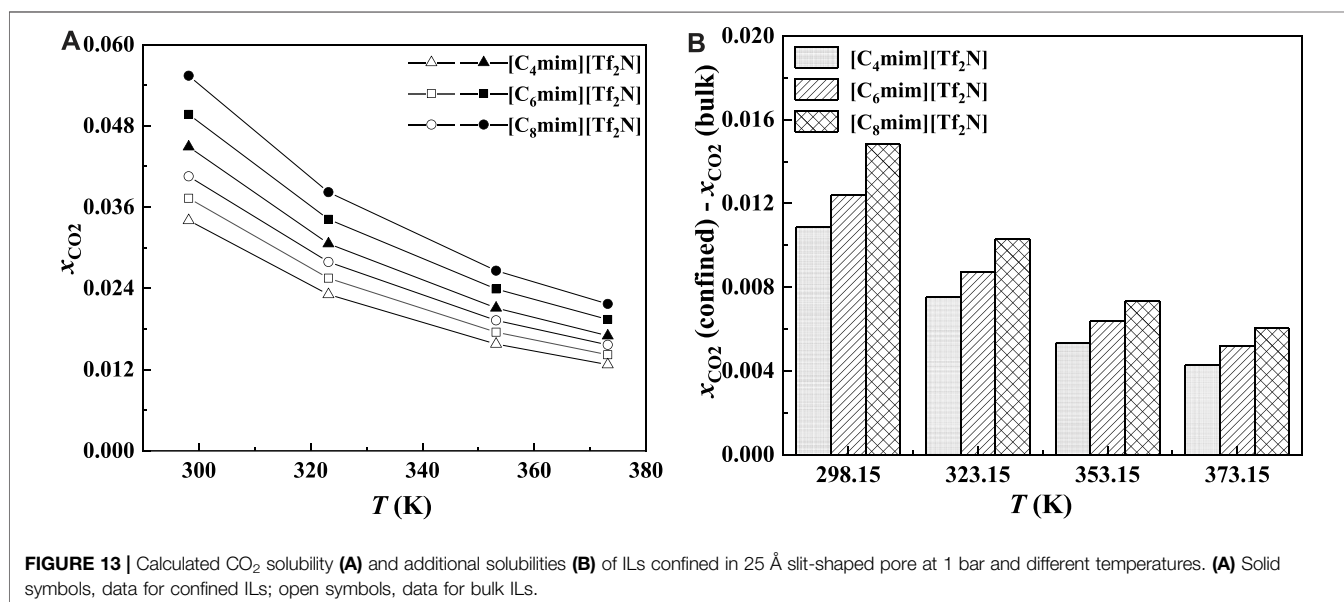 A
0.060
0.048
0.036
0.024
0.012
0.000
x_CO2
300 320 340 360 380
T (K)
[C₄mim][Tf₂N]
[C₆mim][Tf₂N]
[C₈mim][Tf₂N]
B
0.020
0.016
0.012
0.008
0.004
0.000
x_CO2 (confined) - x_CO2 (bulk)
[C₄mim][Tf₂N]
[C₆mim][Tf₂N]
[C₈mim][Tf₂N]
298.15 323.15 353.15 373.15
T (K)
FIGURE 13 | Calculated CO₂ solubility (A) and additional solubilities (B) of ILs confined in 25 Å slit-shaped pore at 1 bar and different temperatures. (A) Solid
symbols, data for confined ILs; open symbols, data for bulk ILs.